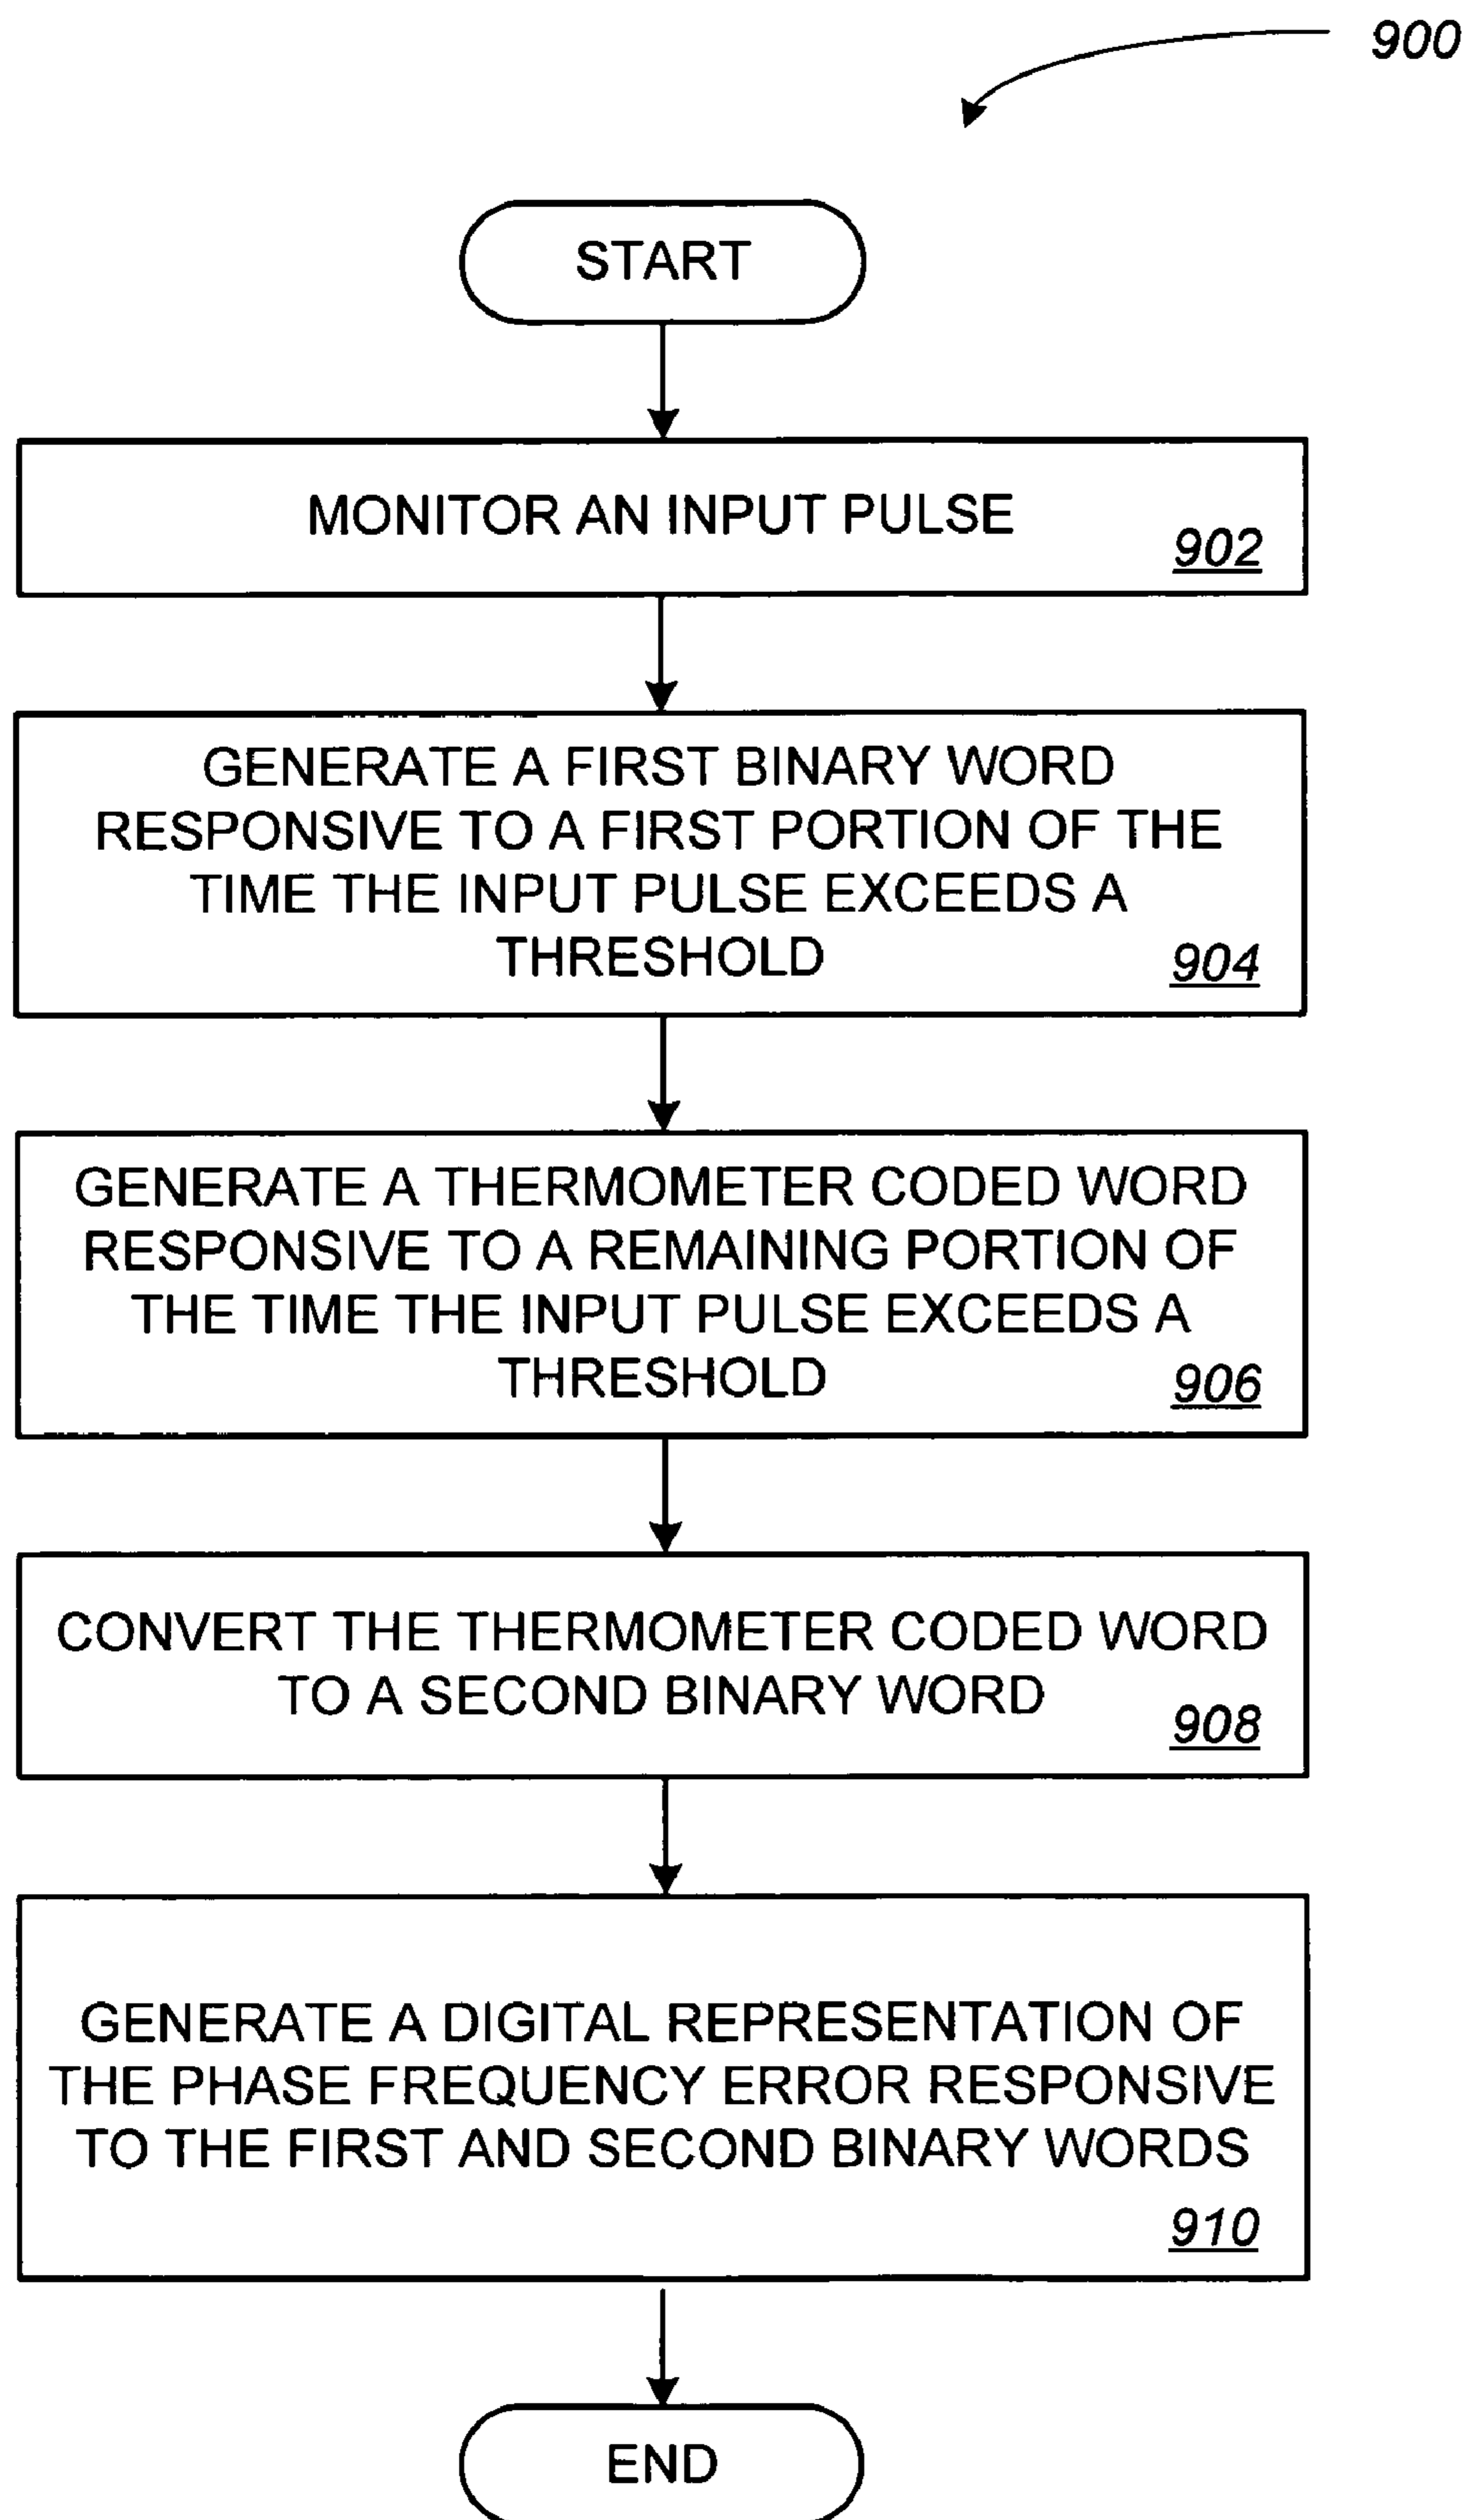 900
START
MONITOR AN INPUT PULSE
902
GENERATE A FIRST BINARY WORD
RESPONSIVE TO A FIRST PORTION OF THE
TIME THE INPUT PULSE EXCEEDS A
THRESHOLD
904
GENERATE A THERMOMETER CODED WORD
RESPONSIVE TO A REMAINING PORTION OF
THE TIME THE INPUT PULSE EXCEEDS A
THRESHOLD
906
CONVERT THE THERMOMETER CODED WORD
TO A SECOND BINARY WORD
908
GENERATE A DIGITAL REPRESENTATION OF
THE PHASE FREQUENCY ERROR RESPONSIVE
TO THE FIRST AND SECOND BINARY WORDS
910
END